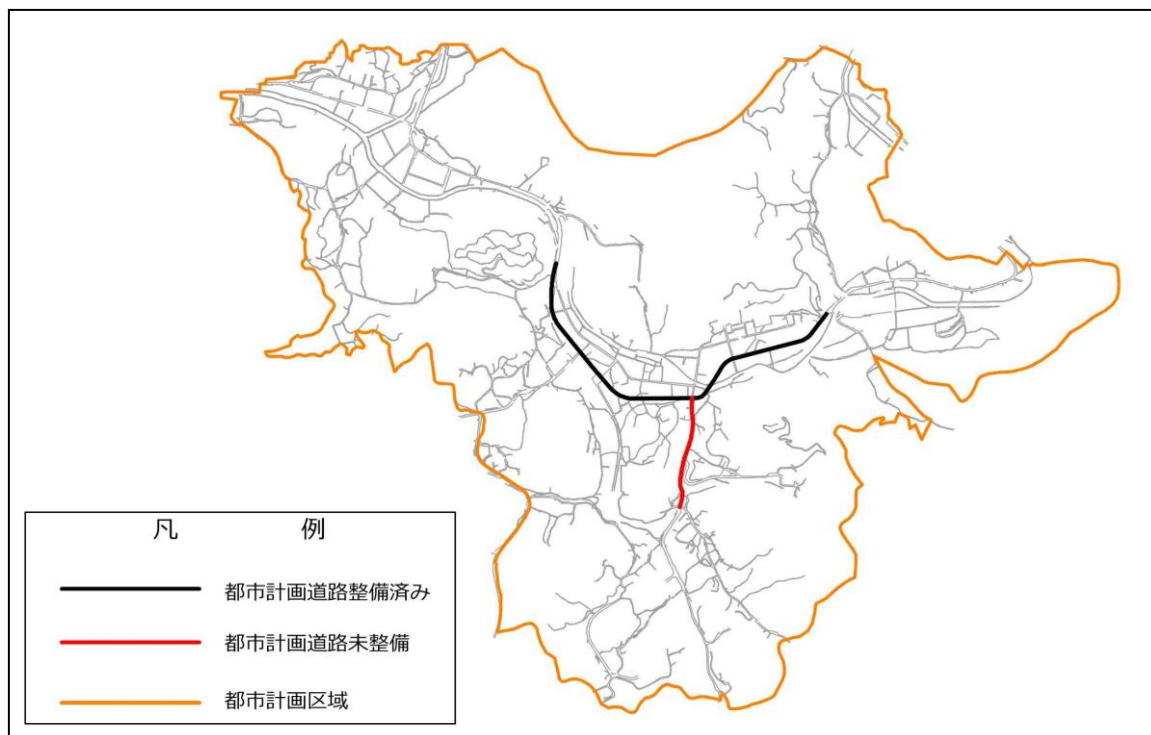 凡 例
都市計画道路整備済み
都市計画道路未整備
都市計画区域